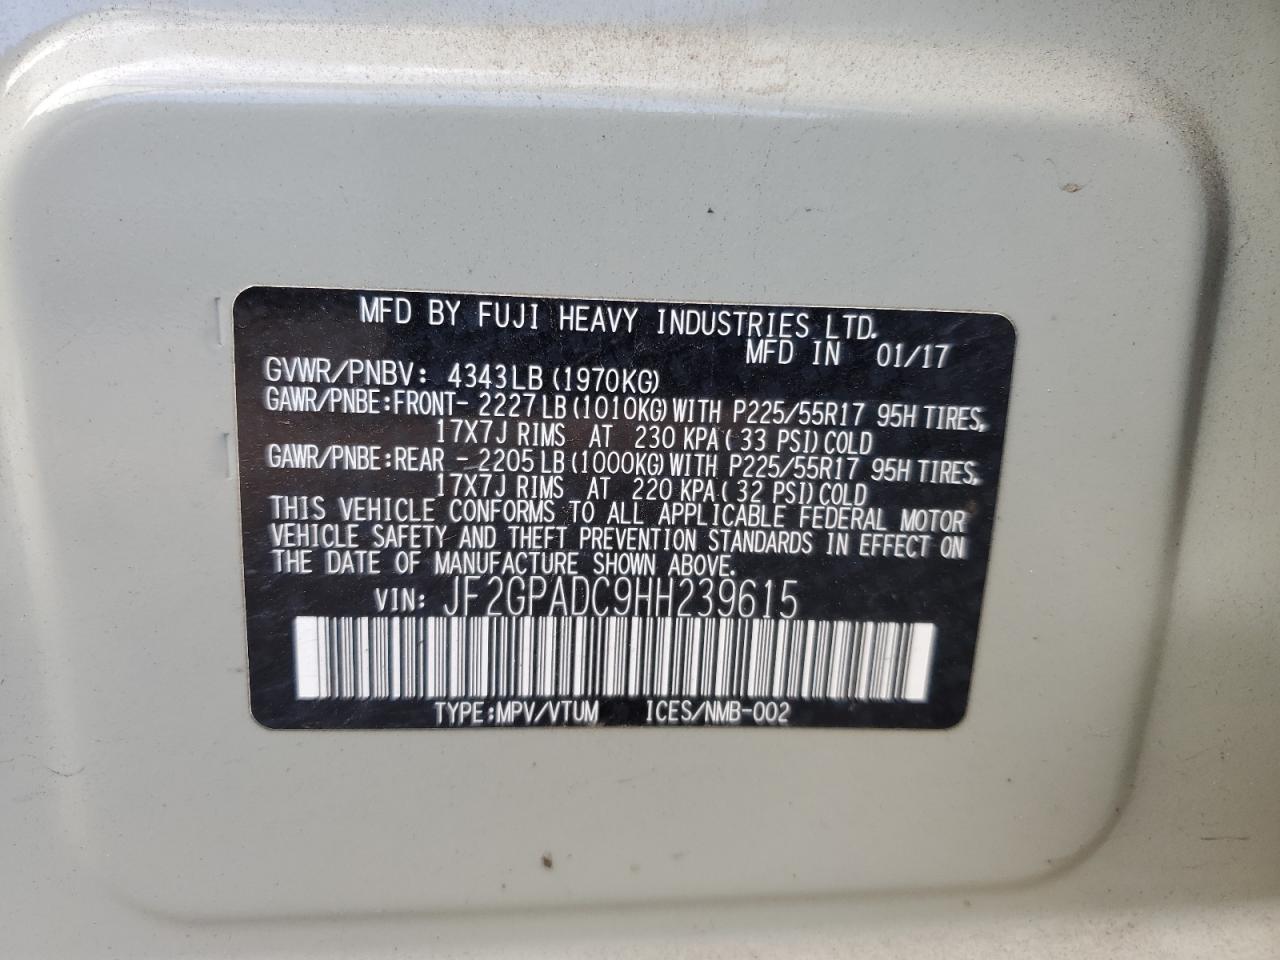 MFD BY FUJI HEAVY INDUSTRIES LTD.
MFD IN 01/17
GVWR/PNBV: 4343LB (1970KG)
GAWR/PNBE:FRONT- 2227LB (1010KG) WITH P225/55R17 95H TIRES,
17X7J RIMS AT 230 KPA( 33 PSI) COLD
GAWR/PNBE:REAR - 2205LB (1000KG) WITH P225/55R17 95H TIRES,
17X7J RIMS AT 220 KPA( 32 PSI) COLD
THIS VEHICLE CONFORMS TO ALL APPLICABLE FEDERAL MOTOR
VEHICLE SAFETY AND THEFT PREVENTION STANDARDS IN EFFECT ON
THE DATE OF MANUFACTURE SHOWN ABOVE.
VIN: JF2GPADC9HH239615
TYPE:MPV/VTUM ICES/NMB-002